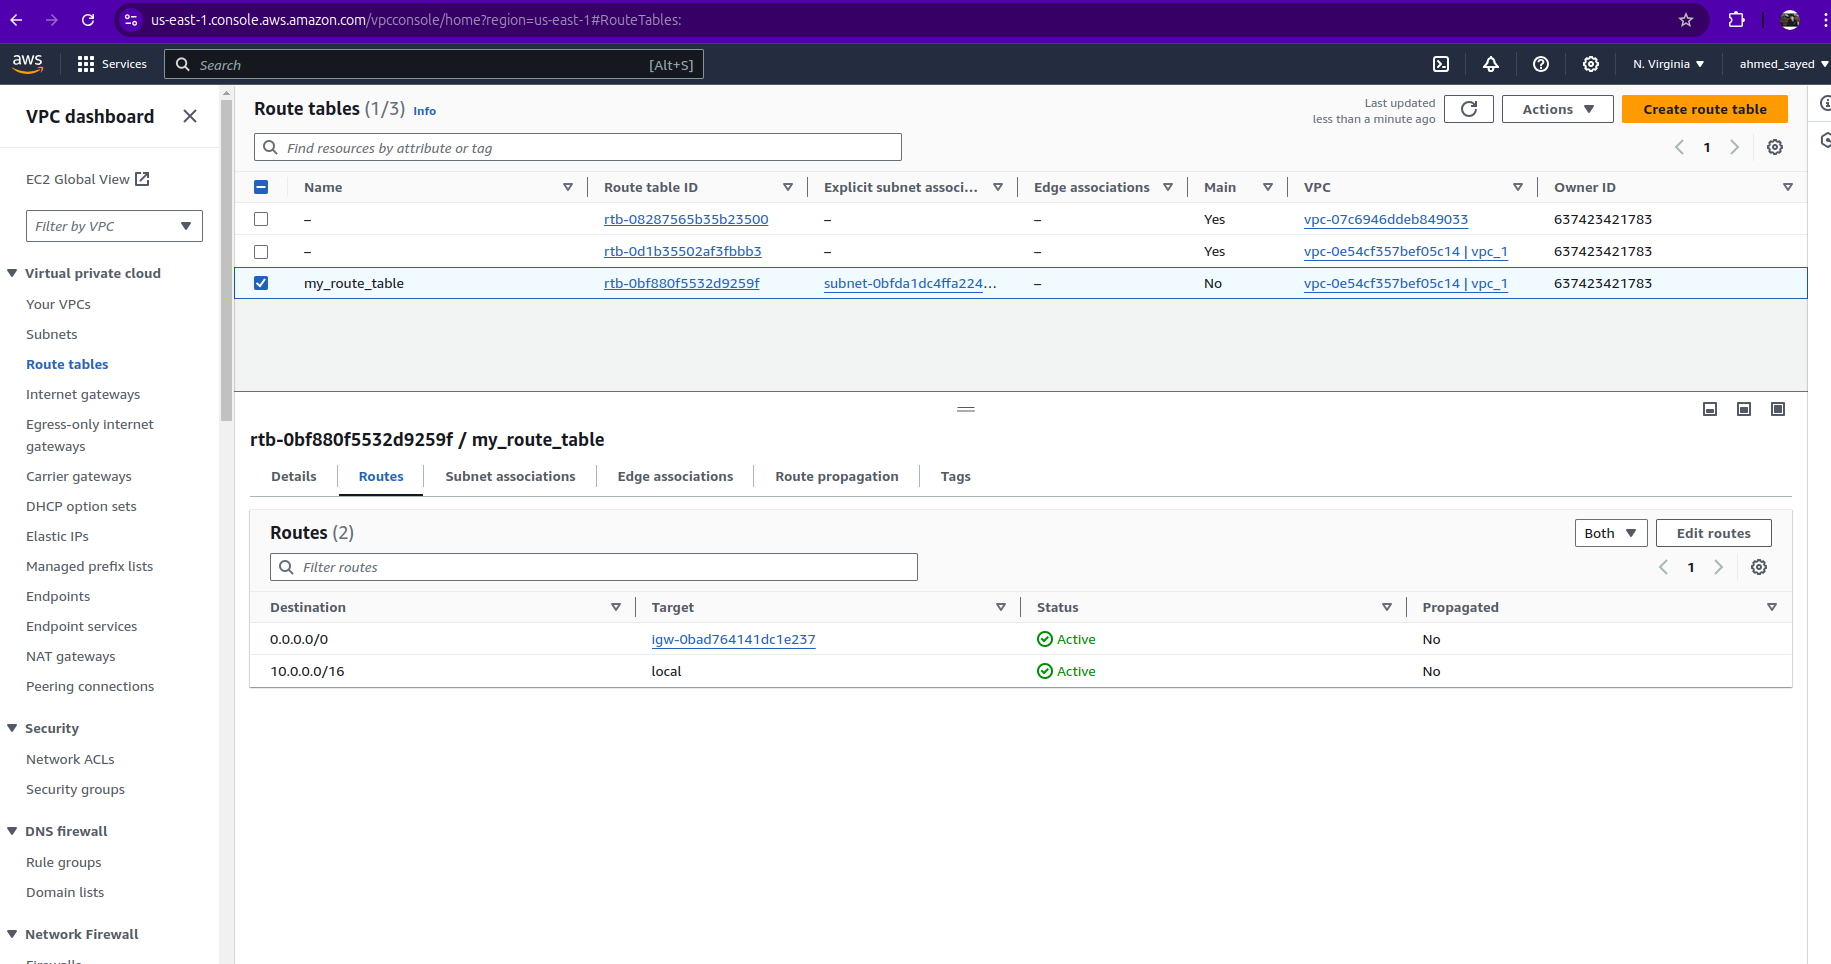 us-east-1.console.aws.amazon.com/vpcconsole/home?region=us-east-1#RouteTables:
aws Services Search [Alt+S] N. Virginia ahmed_sayed
VPC dashboard
EC2 Global View
Filter by VPC
Virtual private cloud
Your VPCs
Subnets
Route tables
Internet gateways
Egress-only internet
gateways
Carrier gateways
DHCP option sets
Elastic IPs
Managed prefix lists
Endpoints
Endpoint services
NAT gateways
Peering connections
Security
Network ACLs
Security groups
DNS firewall
Rule groups
Domain lists
Network Firewall
Route tables (1/3) Info
Last updated
less than a minute ago
Actions
Create route table
Find resources by attribute or tag
1
Name Route table ID Explicit subnet associ... Edge associations Main VPC Owner ID
– rtb-08287565b35b23500 – – Yes vpc-07c6946ddeb849033 637423421783
– rtb-0d1b35502af3fbbb3 – – Yes vpc-0e54cf357bef05c14 | vpc_1 637423421783
my_route_table rtb-0bf880f5532d9259f subnet-0bfda1dc4ffa224... – No vpc-0e54cf357bef05c14 | vpc_1 637423421783
rtb-0bf880f5532d9259f / my_route_table
Details Routes Subnet associations Edge associations Route propagation Tags
Routes (2)
Both
Edit routes
Filter routes
1
Destination Target Status Propagated
0.0.0.0/0 igw-0bad764141dc1e237 Active No
10.0.0.0/16 local Active No